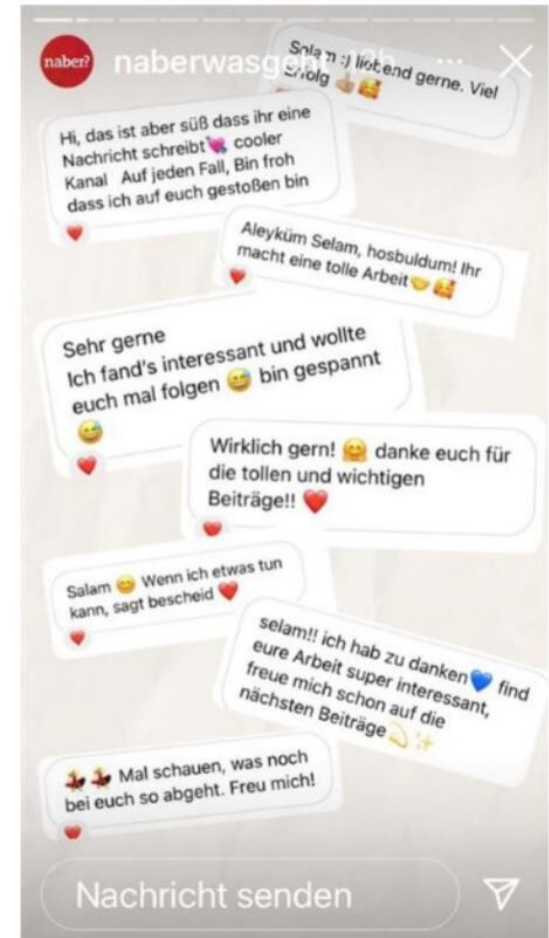 naber?
naberwasgeht 12h
Selam :) liebend gerne. Viel
Erfolg 👍🏼🥰
Hi, das ist aber süß dass ihr eine
Nachricht schreibt💘 cooler
Kanal Auf jeden Fall, Bin froh
dass ich auf euch gestoßen bin
Aleyküm Selam, hosbuldum! Ihr
macht eine tolle Arbeit🤝🥰
Sehr gerne
Ich fand's interessant und wollte
euch mal folgen 😅 bin gespannt
😅
Wirklich gern! 🤗 danke euch für
die tollen und wichtigen
Beiträge!! ❤️
Salam 😊 Wenn ich etwas tun
kann, sagt bescheid ❤️
selam!! ich hab zu danken💙 find
eure Arbeit super interessant,
freue mich schon auf die
nächsten Beiträge💫✨
💃💃 Mal schauen, was noch
bei euch so abgeht. Freu mich!
Nachricht senden